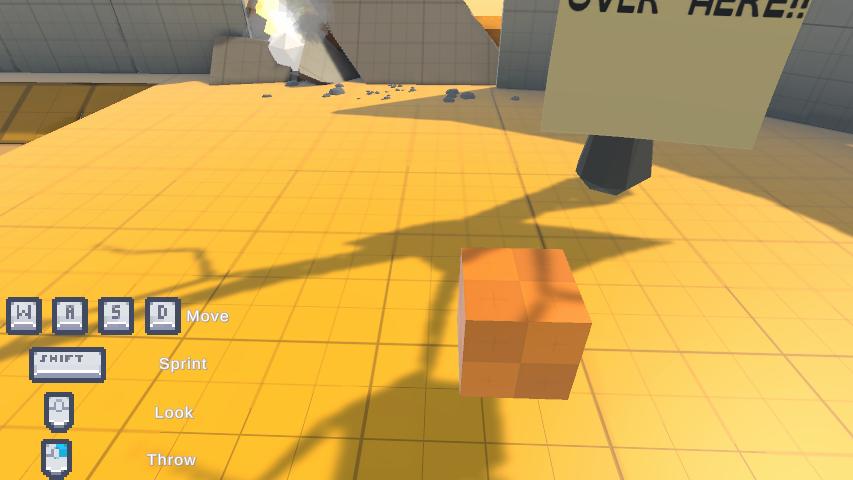 OVER HERE!!
W A S D Move
SHIFT Sprint
Look
Throw